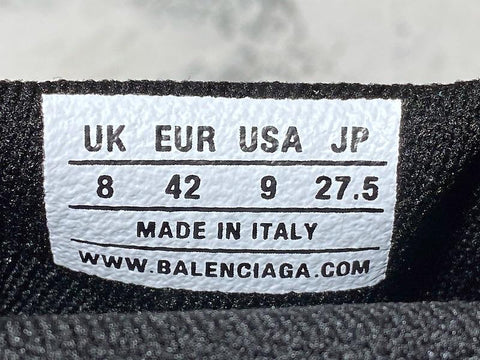 UK EUR USA JP
8 42 9 27.5
MADE IN ITALY
WWW.BALENCIAGA.COM